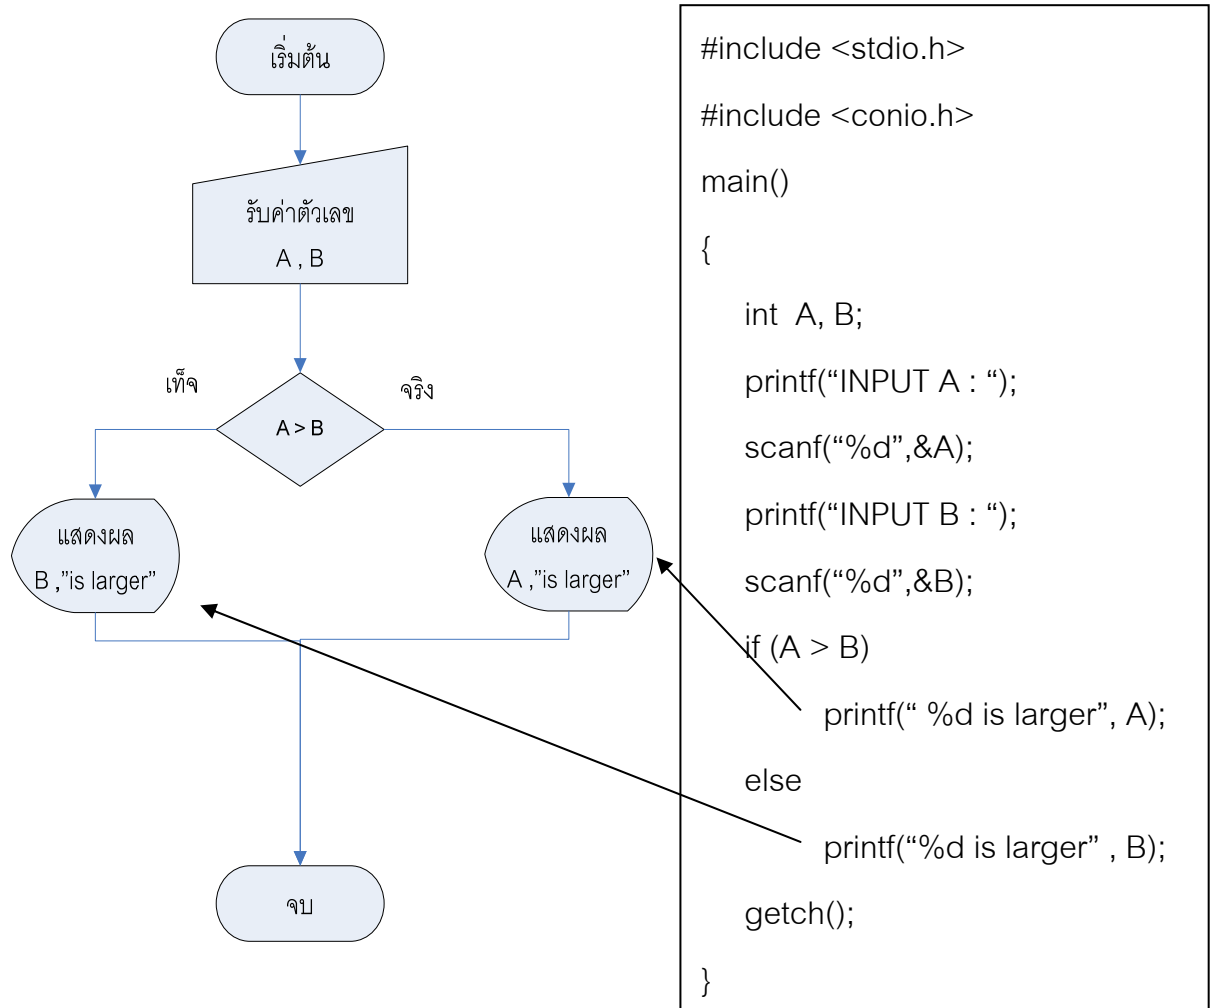 เริ่มต้น
รับค่าตัวเลข
A , B
เท็จ
จริง
A > B
แสดงผล
B ,”is larger”
แสดงผล
A ,”is larger”
จบ
#include <stdio.h>
#include <conio.h>
main()
{
int  A, B;
printf(“INPUT A : “);
scanf(“%d”,&A);
printf(“INPUT B : “);
scanf(“%d”,&B);
if (A > B)
printf(“ %d is larger”, A);
else
printf(“%d is larger” , B);
getch();
}